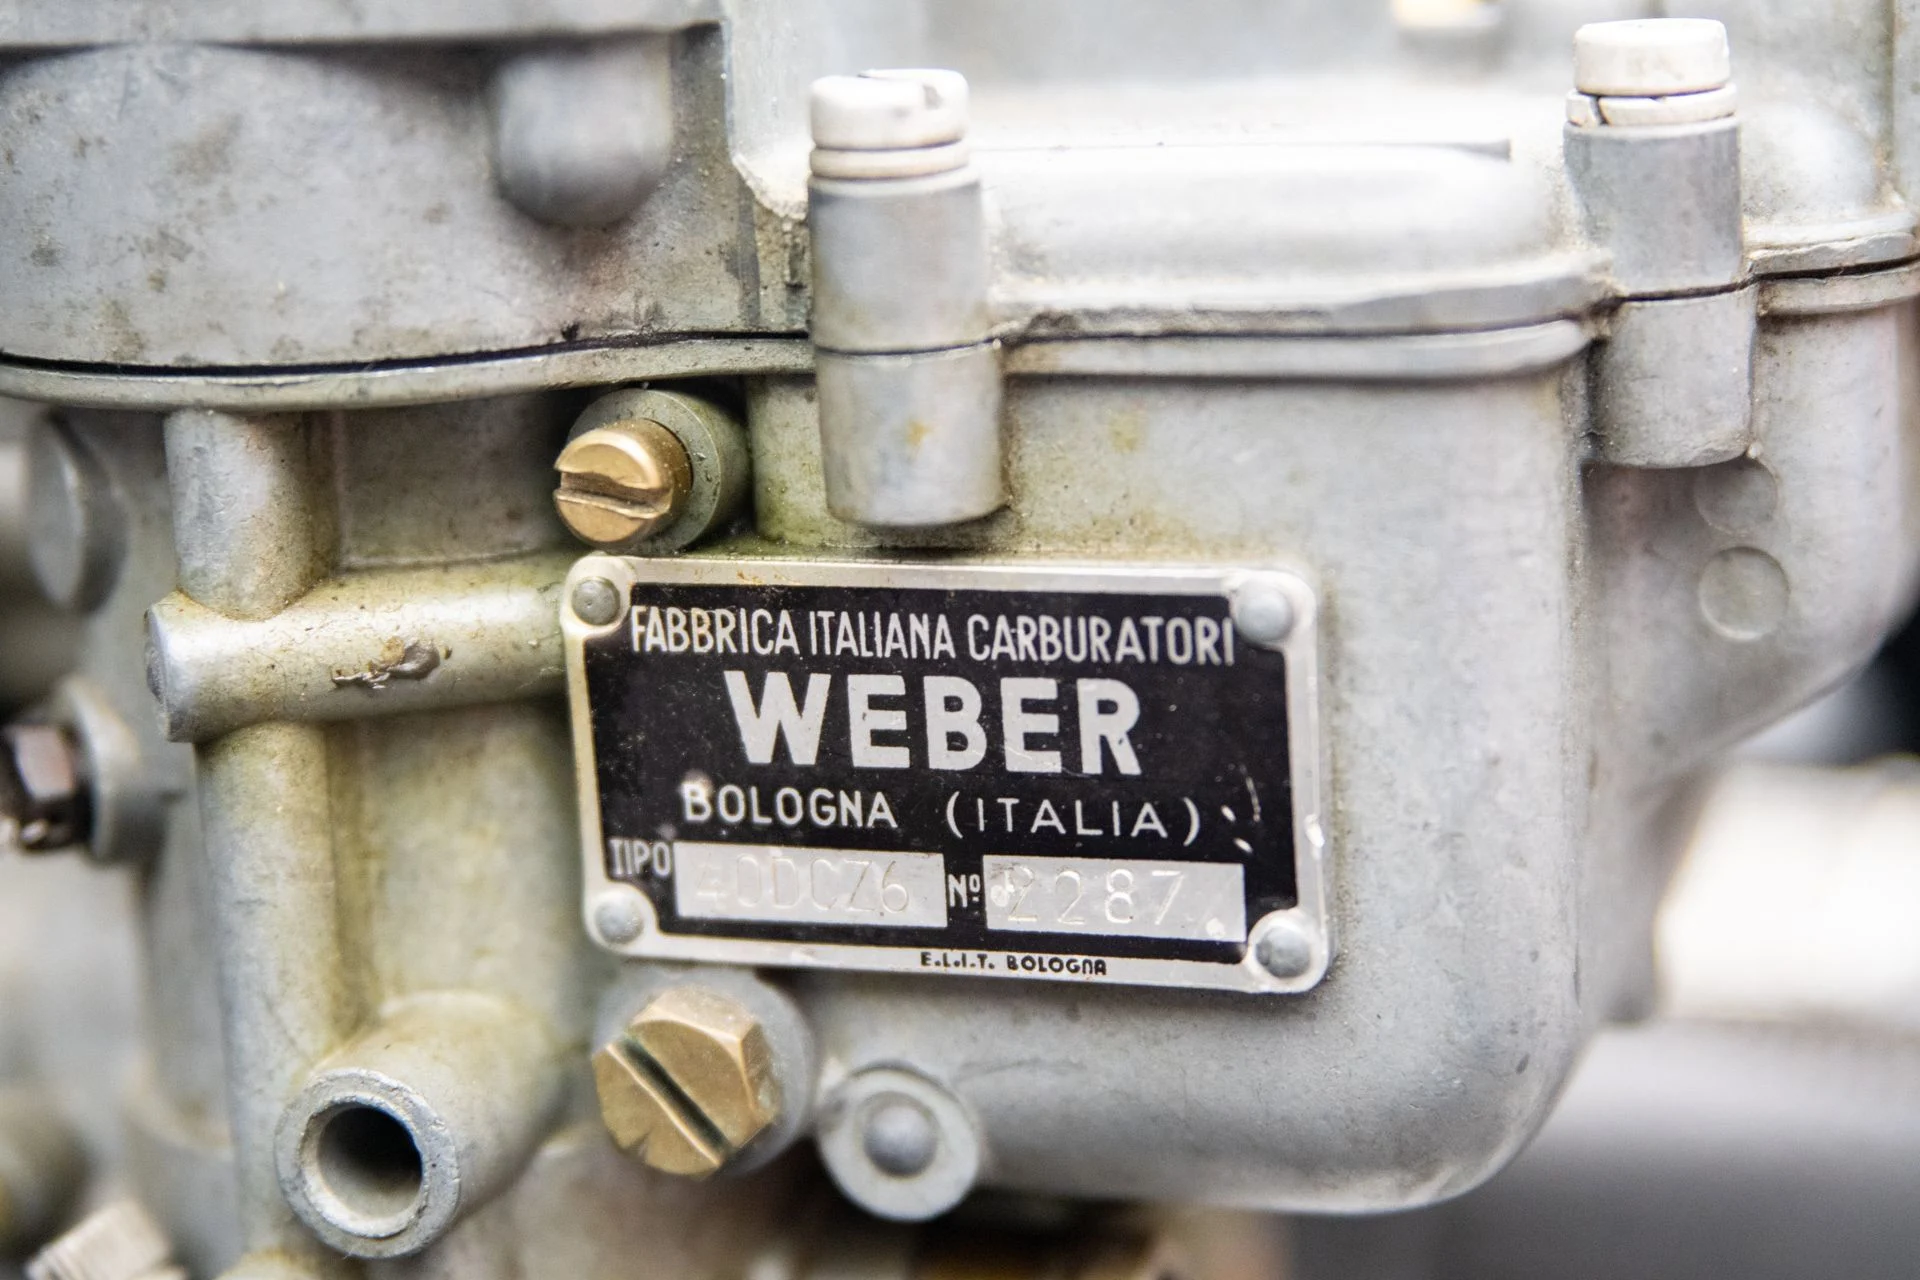 FABBRICA ITALIANA CARBURATORI
WEBER
BOLOGNA (ITALIA)
TIPO 40DCZ6 Nº 2287
E.L.I.T. BOLOGNA